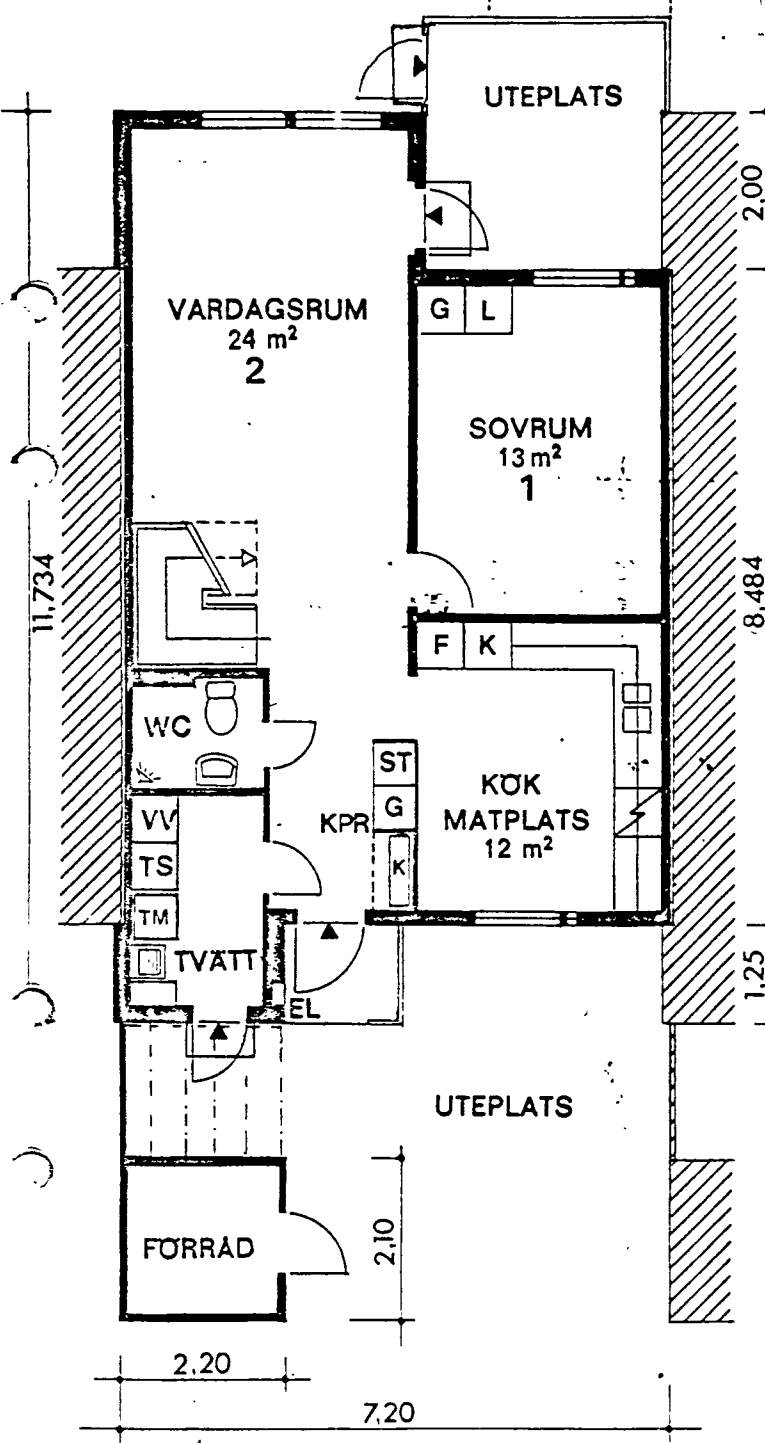 UTEPLATS
2,00
VARDAGSRUM
24 m²
2
G L
SOVRUM
13 m²
1
11,734
8,484
F K
WC
ST
G
KPR
K
KÖK
MATPLATS
12 m²
VV
TS
TM
TVÄTT
EL
1,25
UTEPLATS
FÖRRÅD
2,10
2,20
7,20